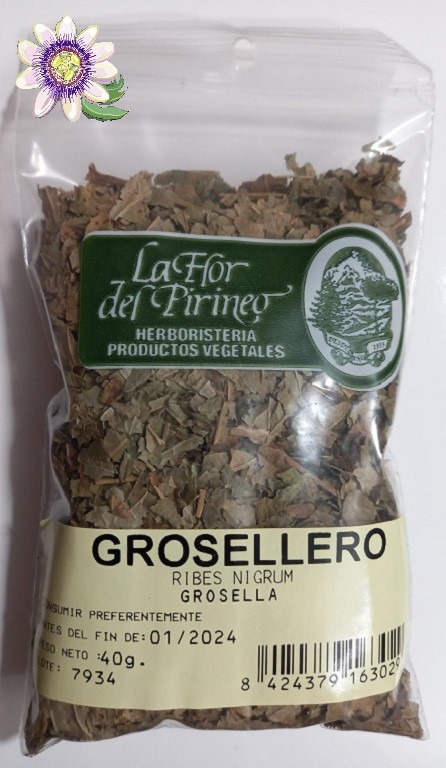 La Flor
del Pirineo
HERBORISTERIA
PRODUCTOS VEGETALES
GROSELLERO
RIBES NIGRUM
GROSELLA
CONSUMIR PREFERENTEMENTE
ANTES DEL FIN DE: 01/2024
PESO NETO :40g.
LOTE: 7934
8 424379 163029